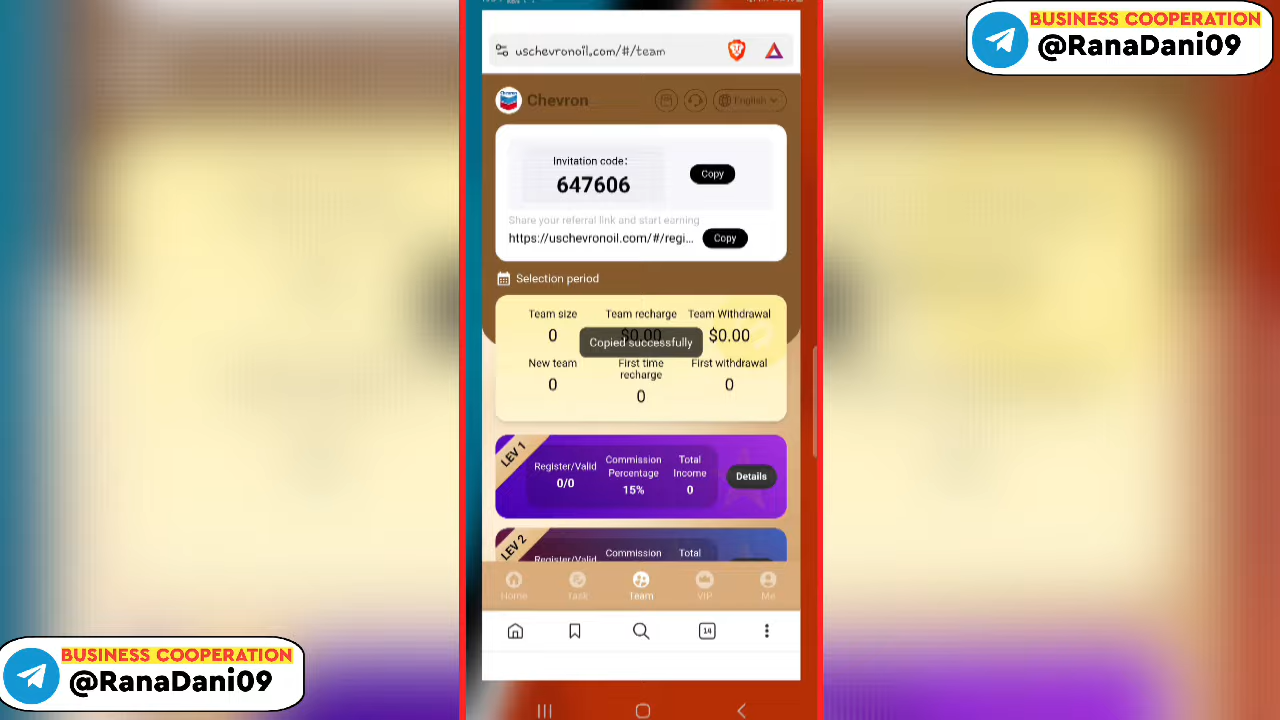 BUSINESS COOPERATION
@RanaDani09
uschevronoil.com/#/team
Chevron
English
Invitation code:
647606
Copy
Share your referral link and start earning
https://uschevronoil.com/#/regi...
Copy
Selection period
Team size
Team recharge
Team Withdrawal
0
$0.00
$0.00
Copied successfully
New team
First time recharge
First withdrawal
0
0
0
LEV 1
Register/Valid
0/0
Commission Percentage
15%
Total Income
0
Details
LEV 2
Register/Valid
Commission
Total
Home
Task
Team
VIP
Me
14
BUSINESS COOPERATION
@RanaDani09